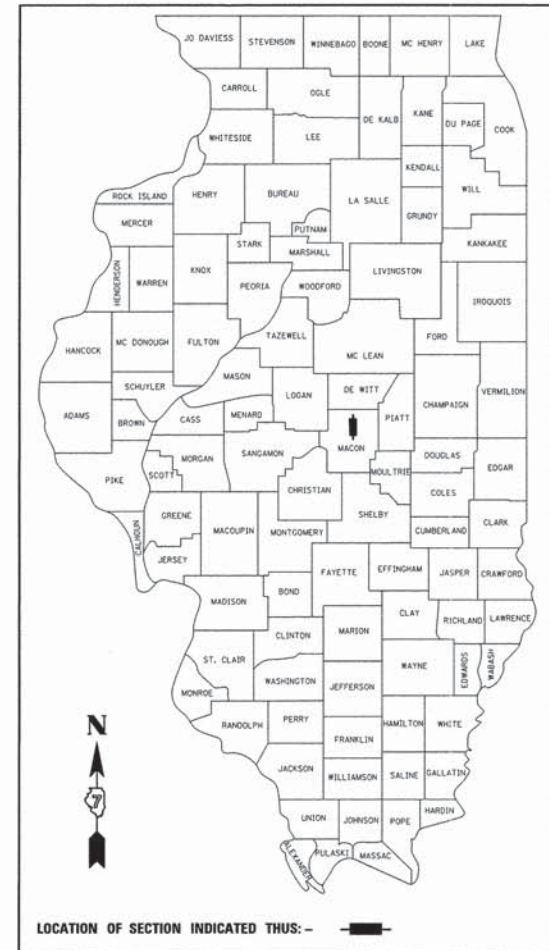 JO DAVIESS
STEVENSON
WINNEBAGO
BOONE
MC HENRY
LAKE
CARROLL
OGLE
DE KALB
KANE
DU PAGE
COOK
WHITESIDE
LEE
KENDALL
WILL
ROCK ISLAND
HENRY
BUREAU
LA SALLE
GRUNDY
MERCER
PUTNAM
KANKAKEE
STARK
MARSHALL
HENDERSON
WARREN
KNOX
PEORIA
WOODFORD
LIVINGSTON
IROQUOIS
HANCOCK
MC DONOUGH
FULTON
TAZEWELL
MC LEAN
FORD
SCHUYLER
MASON
LOGAN
DE WITT
CHAMPAIGN
VERMILION
ADAMS
BROWN
CASS
MENARD
PIATT
MACON
SANGAMON
MORGAN
DOUGLAS
EDGAR
PIKE
SCOTT
MOULTRIE
CHRISTIAN
COLES
GREENE
MACOUPIN
MONTGOMERY
SHELBY
CUMBERLAND
CLARK
CALHOUN
JERSEY
FAYETTE
EFFINGHAM
JASPER
CRAWFORD
MADISON
BOND
CLAY
RICHLAND
LAWRENCE
CLINTON
MARION
ST. CLAIR
WAYNE
EDWARDS
WABASH
WASHINGTON
JEFFERSON
MONROE
RANDOLPH
PERRY
HAMILTON
WHITE
N
FRANKLIN
JACKSON
WILLIAMSON
SALINE
GALLATIN
7
UNION
JOHNSON
POPE
HARDIN
ALEXANDER
PULASKI
MASSAC
LOCATION OF SECTION INDICATED THUS: –